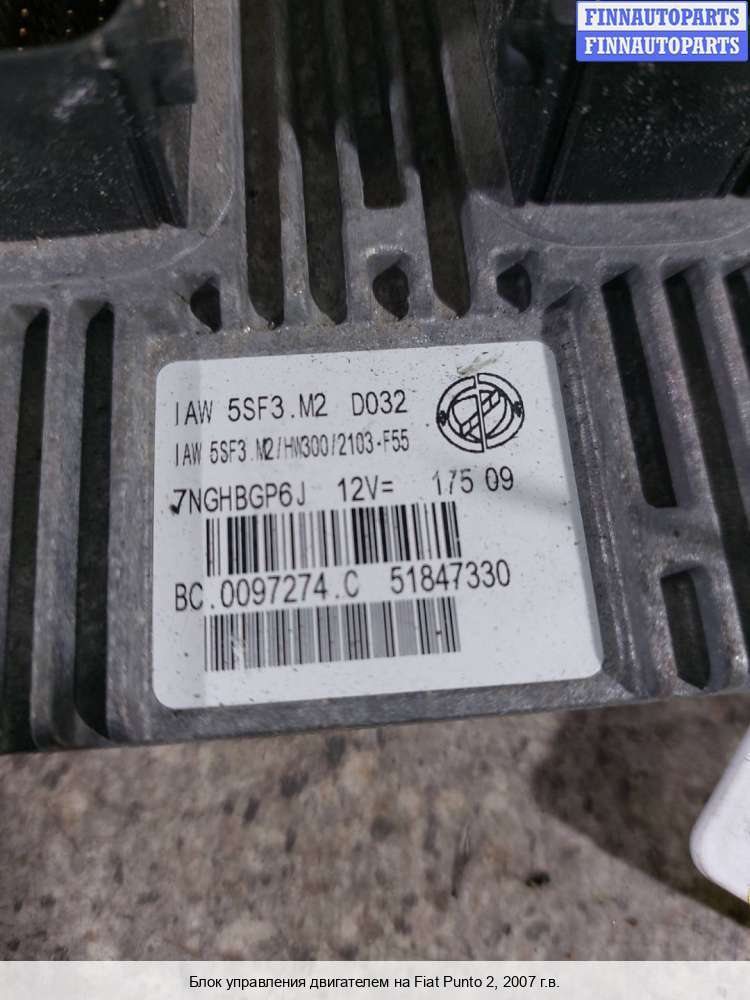 FINNAUTOPARTS
FINNAUTOPARTS
IAW 5SF3.M2 D032
IAW 5SF3.M2/HW300/2103-F55
7NGHBGP6J 12V= 175 09
BC.0097274.C 51847330
Блок управления двигателем на Fiat Punto 2, 2007 г.в.